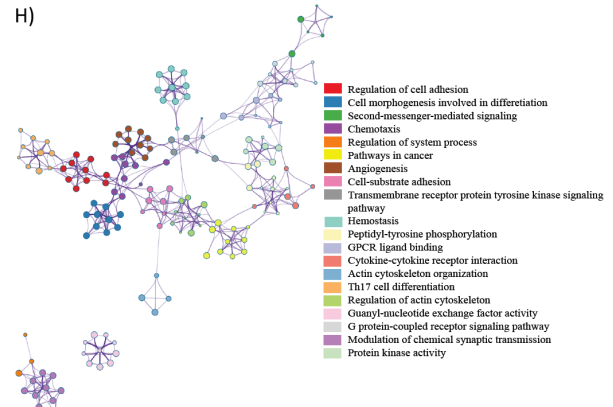 H)
Regulation of cell adhesion
Cell morphogenesis involved in differetiation
Second-messenger-mediated signaling
Chemotaxis
Regulation of system process
Pathways in cancer
Angiogenesis
Cell-substrate adhesion
Transmembrane receptor protein tyrosine kinase signaling
pathway
Hemostasis
Peptidyl-tyrosine phosphorylation
GPCR ligand binding
Cytokine-cytokine receptor interaction
Actin cytoskeleton organization
Th17 cell differentiation
Regulation of actin cytoskeleton
Guanyl-nucleotide exchange factor activity
G protein-coupled receptor signaling pathway
Modulation of chemical synaptic transmission
Protein kinase activity